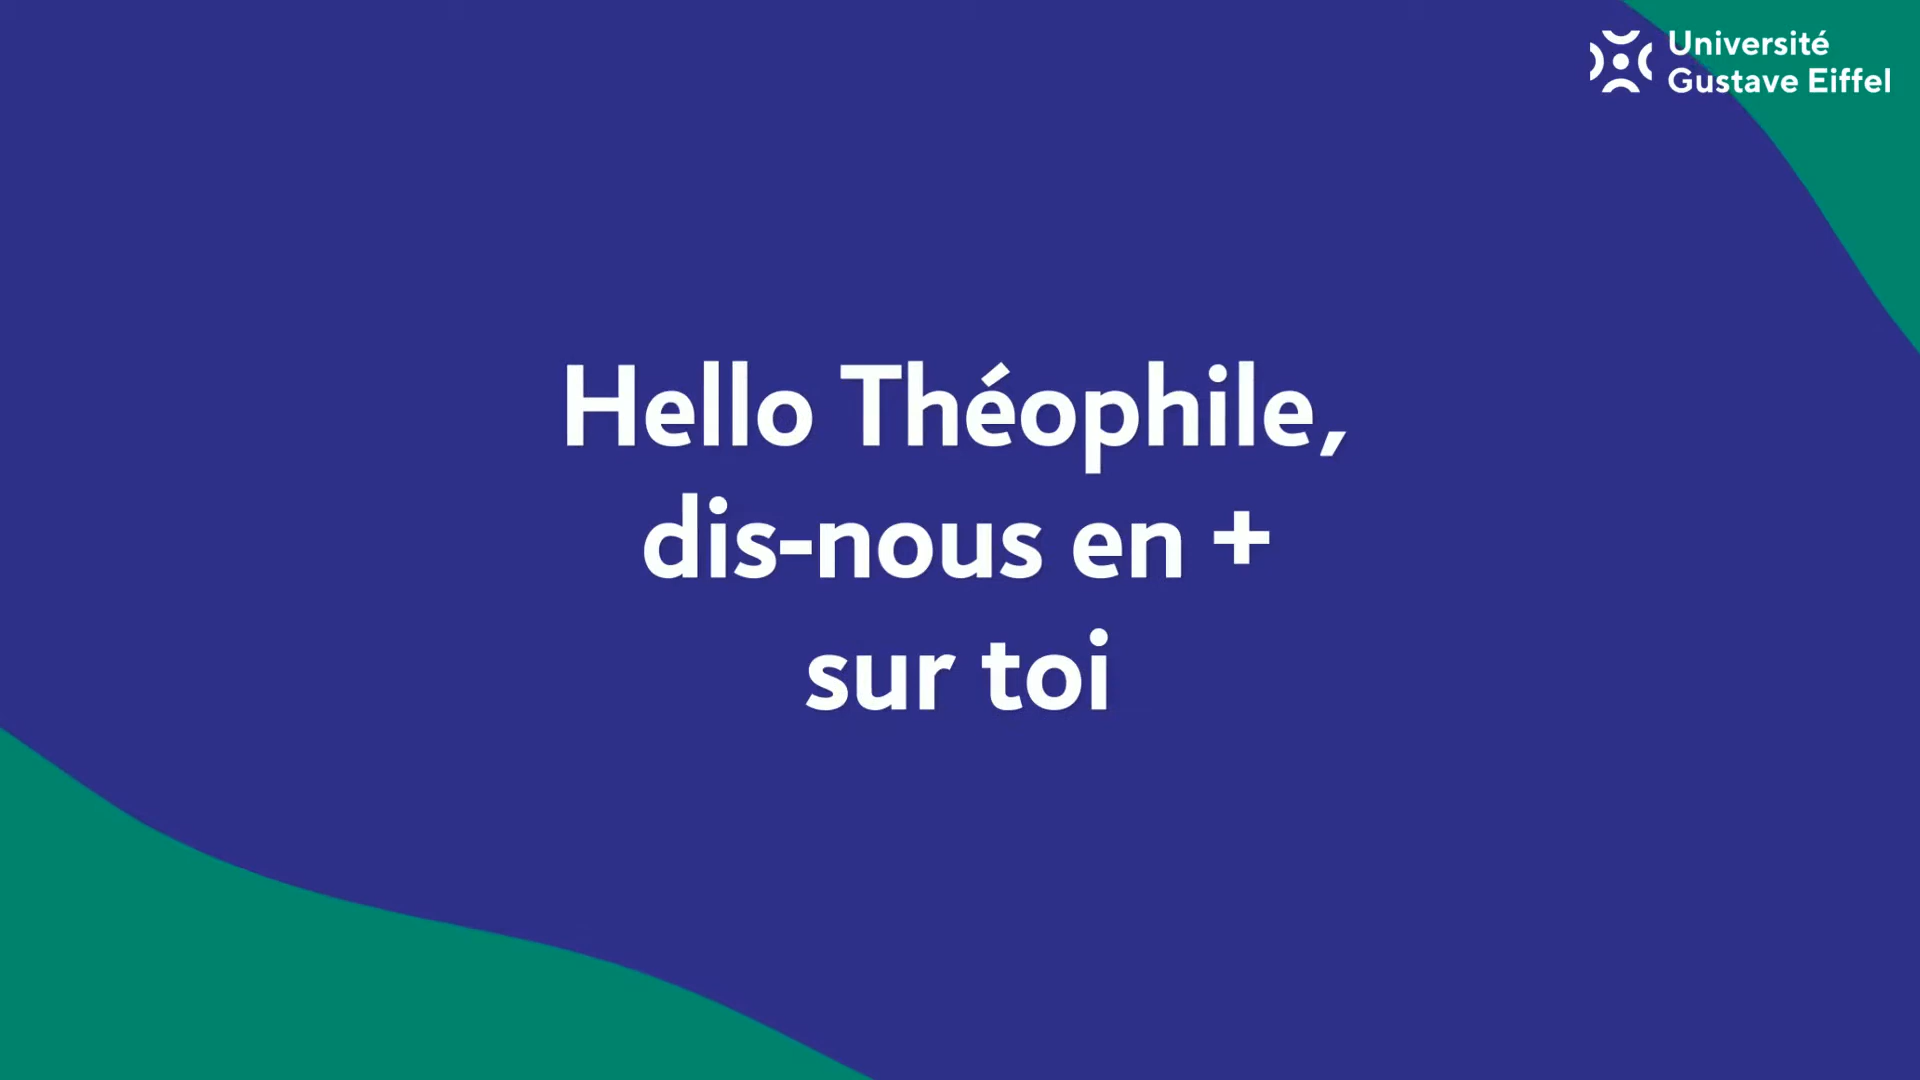 Université
Gustave Eiffel
Hello Théophile,
dis-nous en +
sur toi